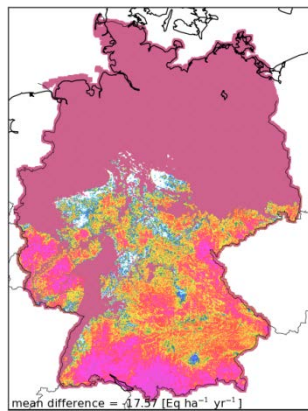 mean difference = -17.57 [Eq ha⁻¹ yr⁻¹]